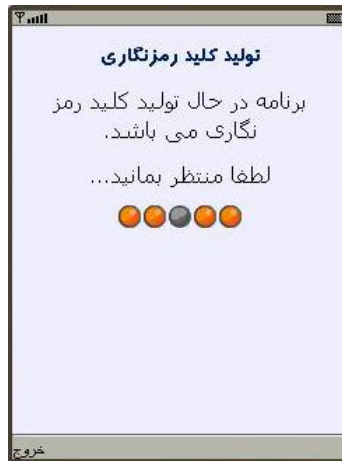 تولید کلید رمزنگاری
برنامه در حال تولید کلید رمز
نگاری می باشد.
لطفا منتظر بمانید...
خروج